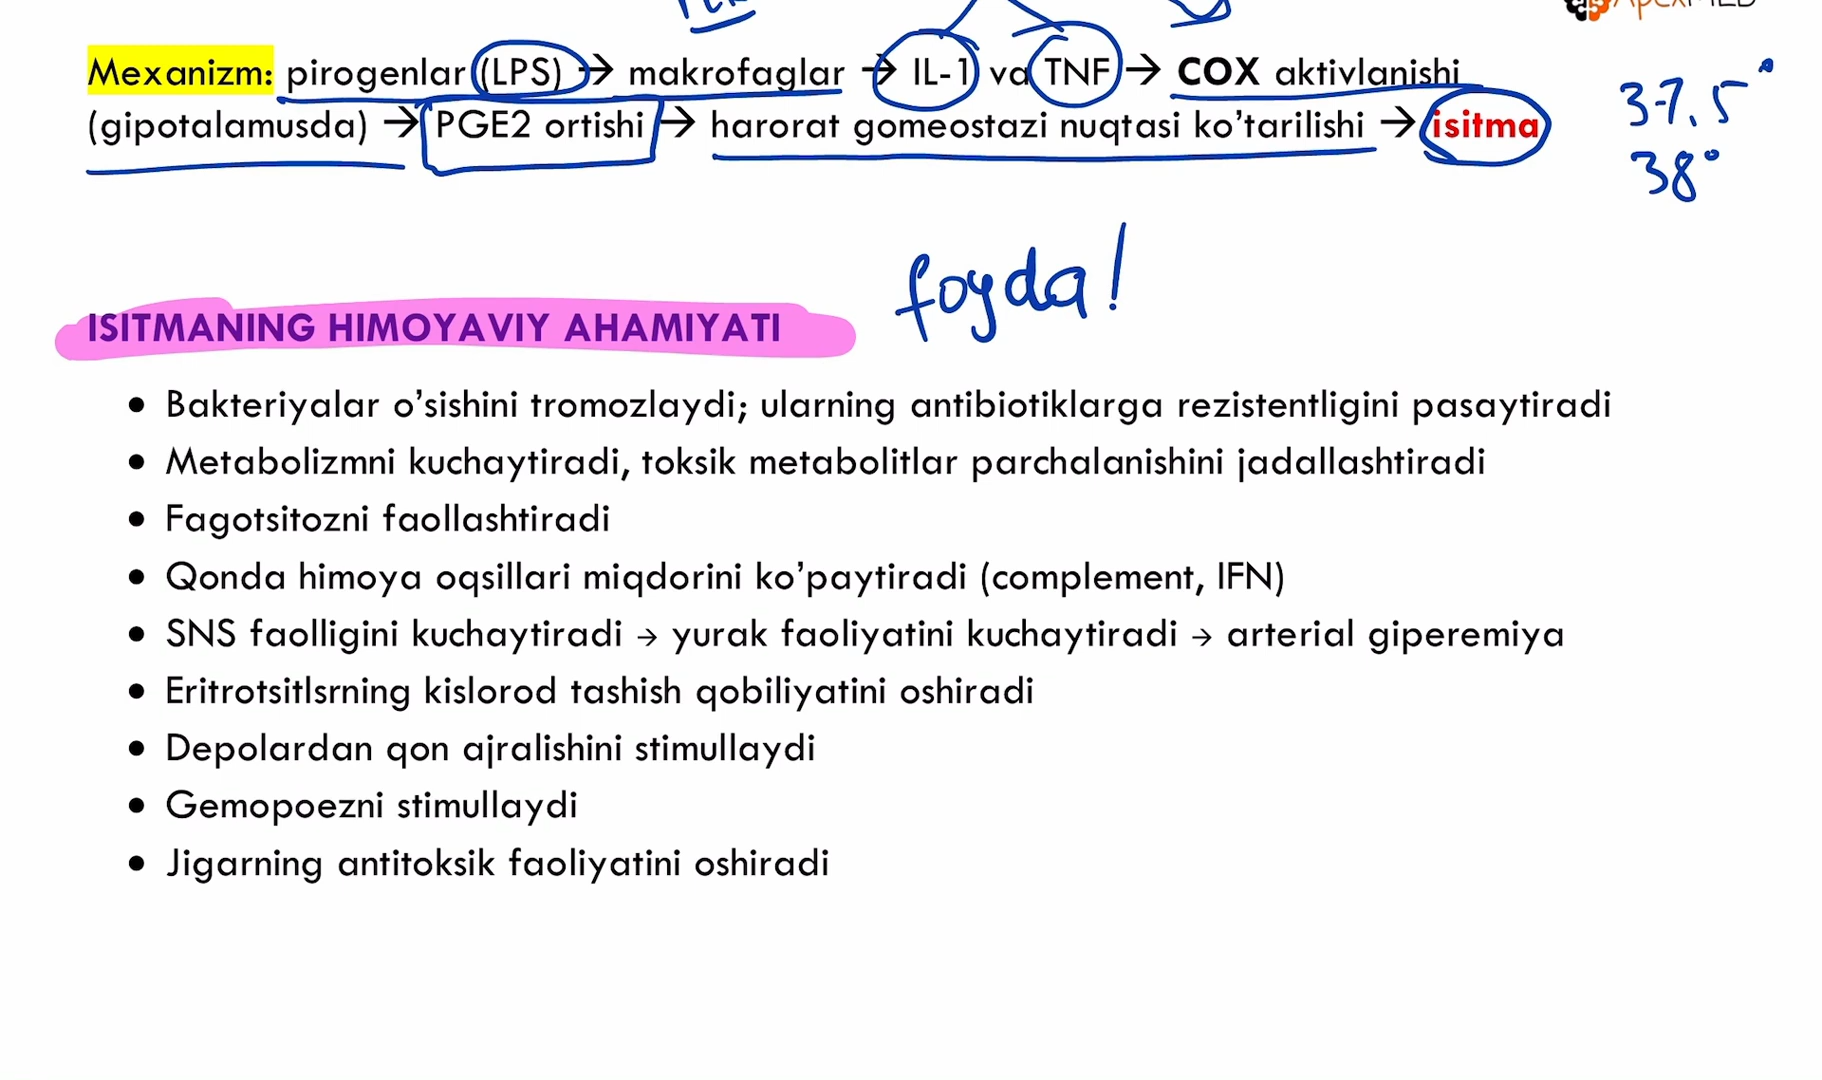 ApexMED
Mexanizm: pirogenlar (LPS) → makrofaglar → IL-1 va TNF → COX aktivlanishi
(gipotalamusda) → PGE2 ortishi → harorat gomeostazi nuqtasi ko’tarilishi → isitma
37,5°
38°
foyda!
ISITMANING HIMOYAVIY AHAMIYATI
• Bakteriyalar o’sishini tromozlaydi; ularning antibiotiklarga rezistentligini pasaytiradi
• Metabolizmni kuchaytiradi, toksik metabolitlar parchalanishini jadallashtiradi
• Fagotsitozni faollashtiradi
• Qonda himoya oqsillari miqdorini ko’paytiradi (complement, IFN)
• SNS faolligini kuchaytiradi → yurak faoliyatini kuchaytiradi → arterial giperemiya
• Eritrotsitlsrning kislorod tashish qobiliyatini oshiradi
• Depolardan qon ajralishini stimullaydi
• Gemopoezni stimullaydi
• Jigarning antitoksik faoliyatini oshiradi